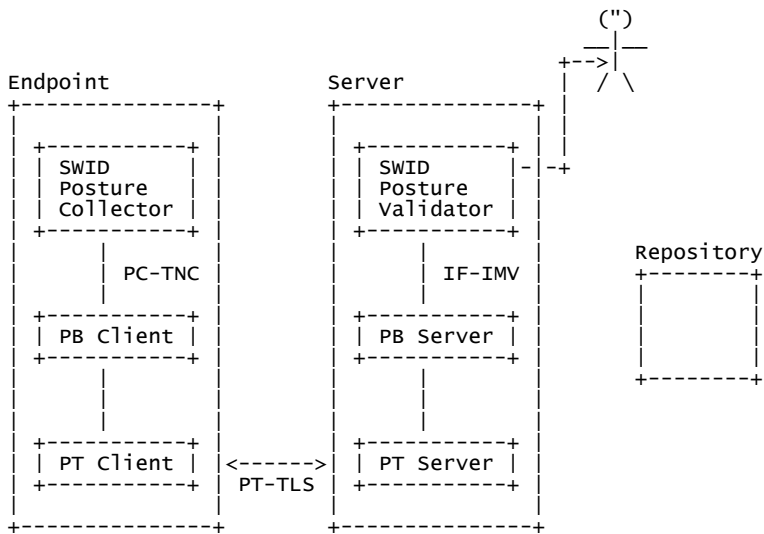 (")
Endpoint Server
SWID SWID
Posture Posture
Collector Validator
Repository
PC-TNC IF-IMV
PB Client PB Server
PT Client <------> PT Server
PT-TLS